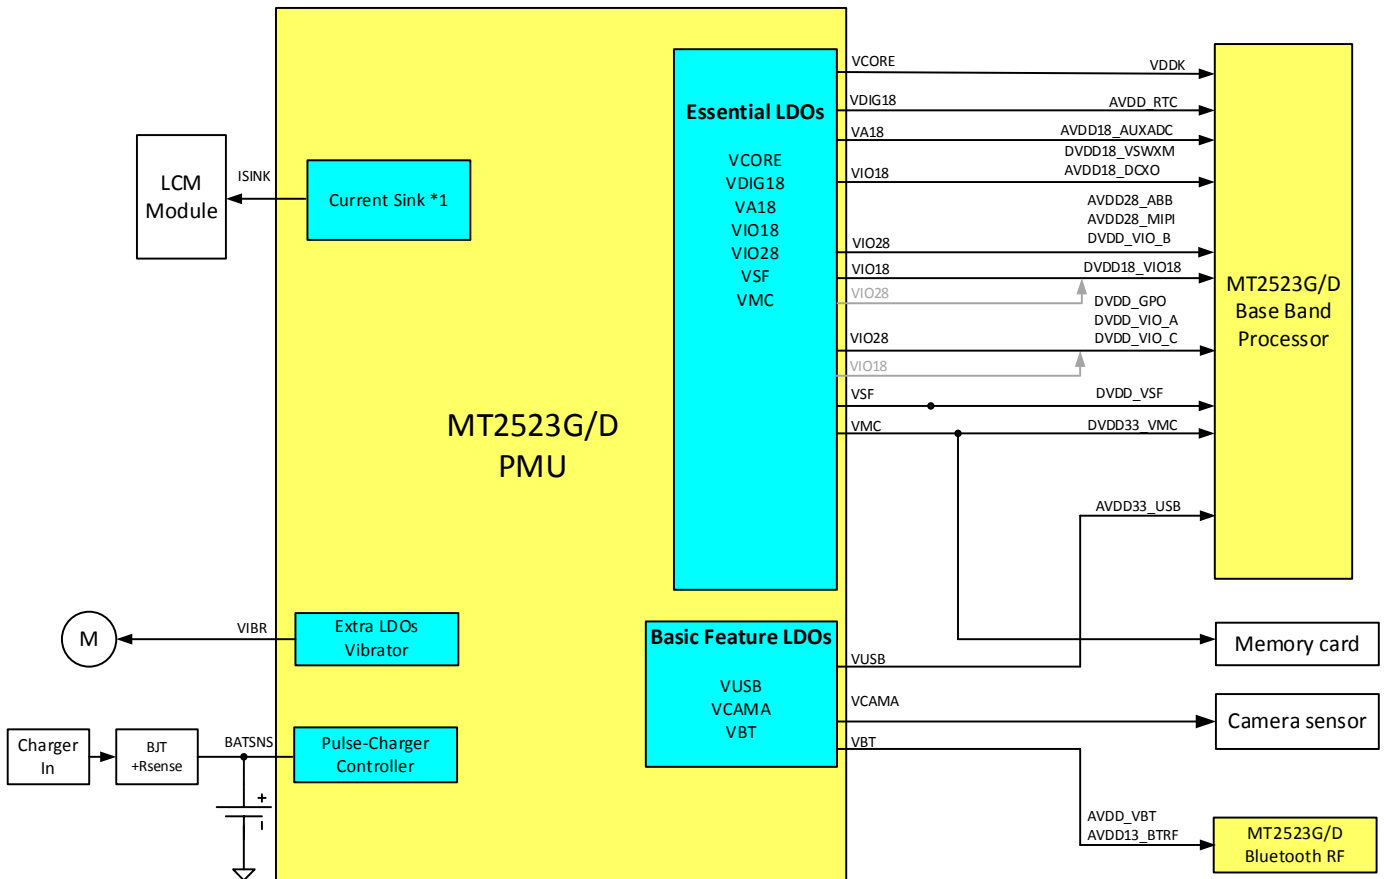 LCM
Module
ISINK
Current Sink *1
MT2523G/D
PMU
M
VIBR
Extra LDOs
Vibrator
Charger
In
BJT
+Rsense
BATSNS
Pulse-Charger
Controller
+
Essential LDOs
VCORE
VDIG18
VA18
VIO18
VIO28
VSF
VMC
Basic Feature LDOs
VUSB
VCAMA
VBT
VCORE
VDDK
VDIG18
AVDD_RTC
VA18
AVDD18_AUXADC
DVDD18_VSWXM
VIO18
AVDD18_DCXO
AVDD28_ABB
AVDD28_MIPI
VIO28
DVDD_VIO_B
VIO18
DVDD18_VIO18
VIO28
DVDD_GPO
DVDD_VIO_A
VIO28
DVDD_VIO_C
VIO18
VSF
DVDD_VSF
VMC
DVDD33_VMC
AVDD33_USB
VUSB
VCAMA
VBT
AVDD_VBT
AVDD13_BTRF
MT2523G/D
Base Band
Processor
Memory card
Camera sensor
MT2523G/D
Bluetooth RF